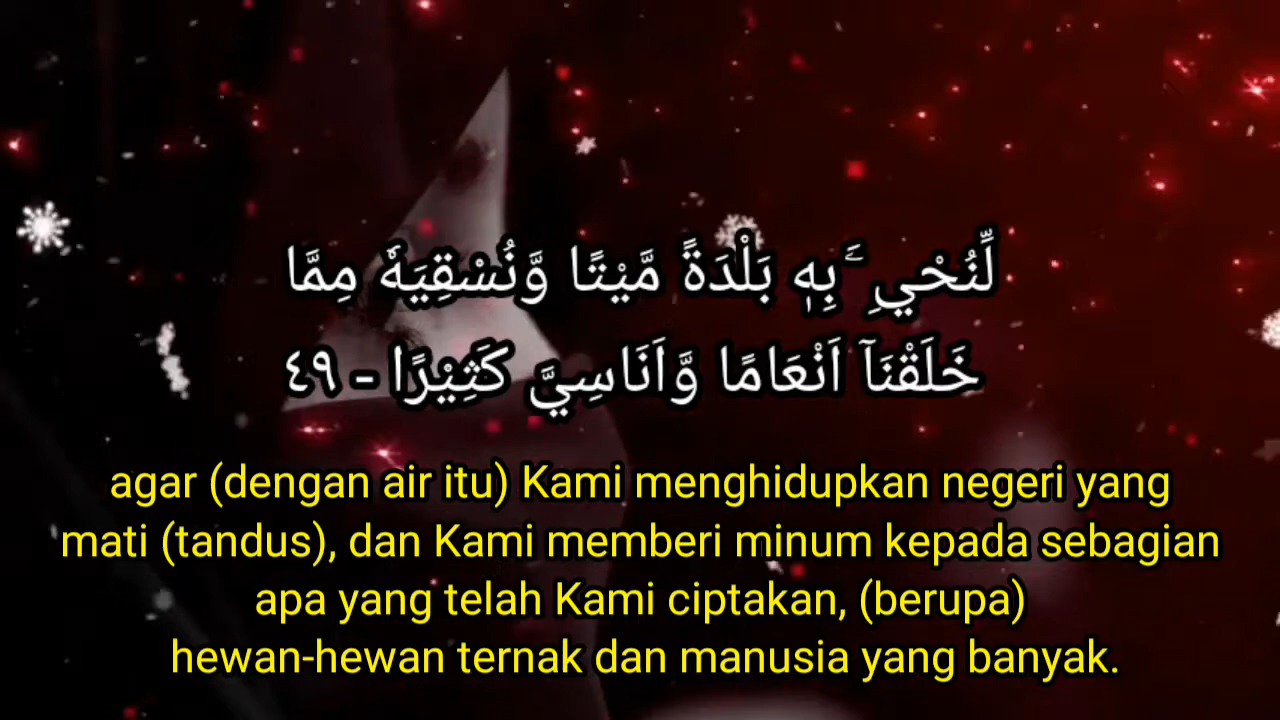 لِّنُحْيِ َۧ بِهٖ بَلْدَةً مَّيْتًا وَّنُسْقِيَهٗ مِمَّا
خَلَقْنَآ اَنْعَامًا وَّاَنَاسِيَّ كَثِيْرًا - ٤٩
agar (dengan air itu) Kami menghidupkan negeri yang
mati (tandus), dan Kami memberi minum kepada sebagian
apa yang telah Kami ciptakan, (berupa)
hewan-hewan ternak dan manusia yang banyak.